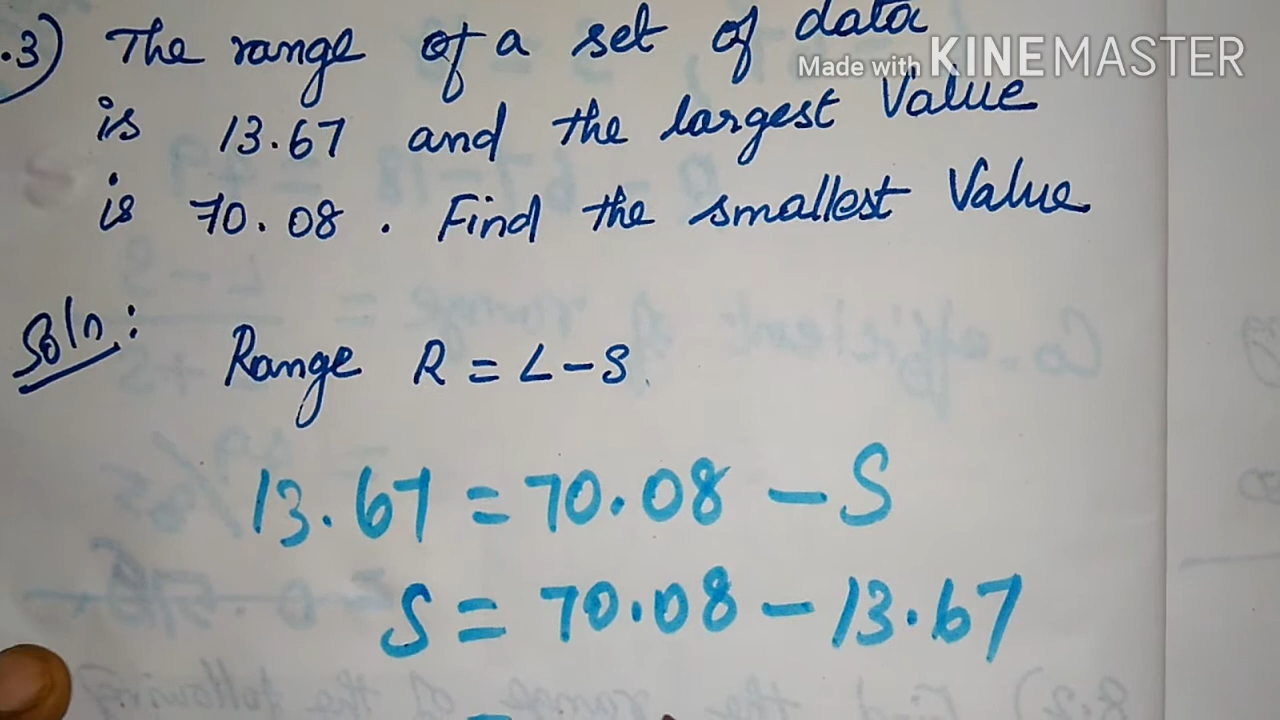 .3) The range of a set of data
Made with KINEMASTER
is 13.67 and the largest Value
is 70.08 . Find the smallest Value
Soln:
Range R = L - S
13.67 = 70.08 - S
S = 70.08 - 13.67